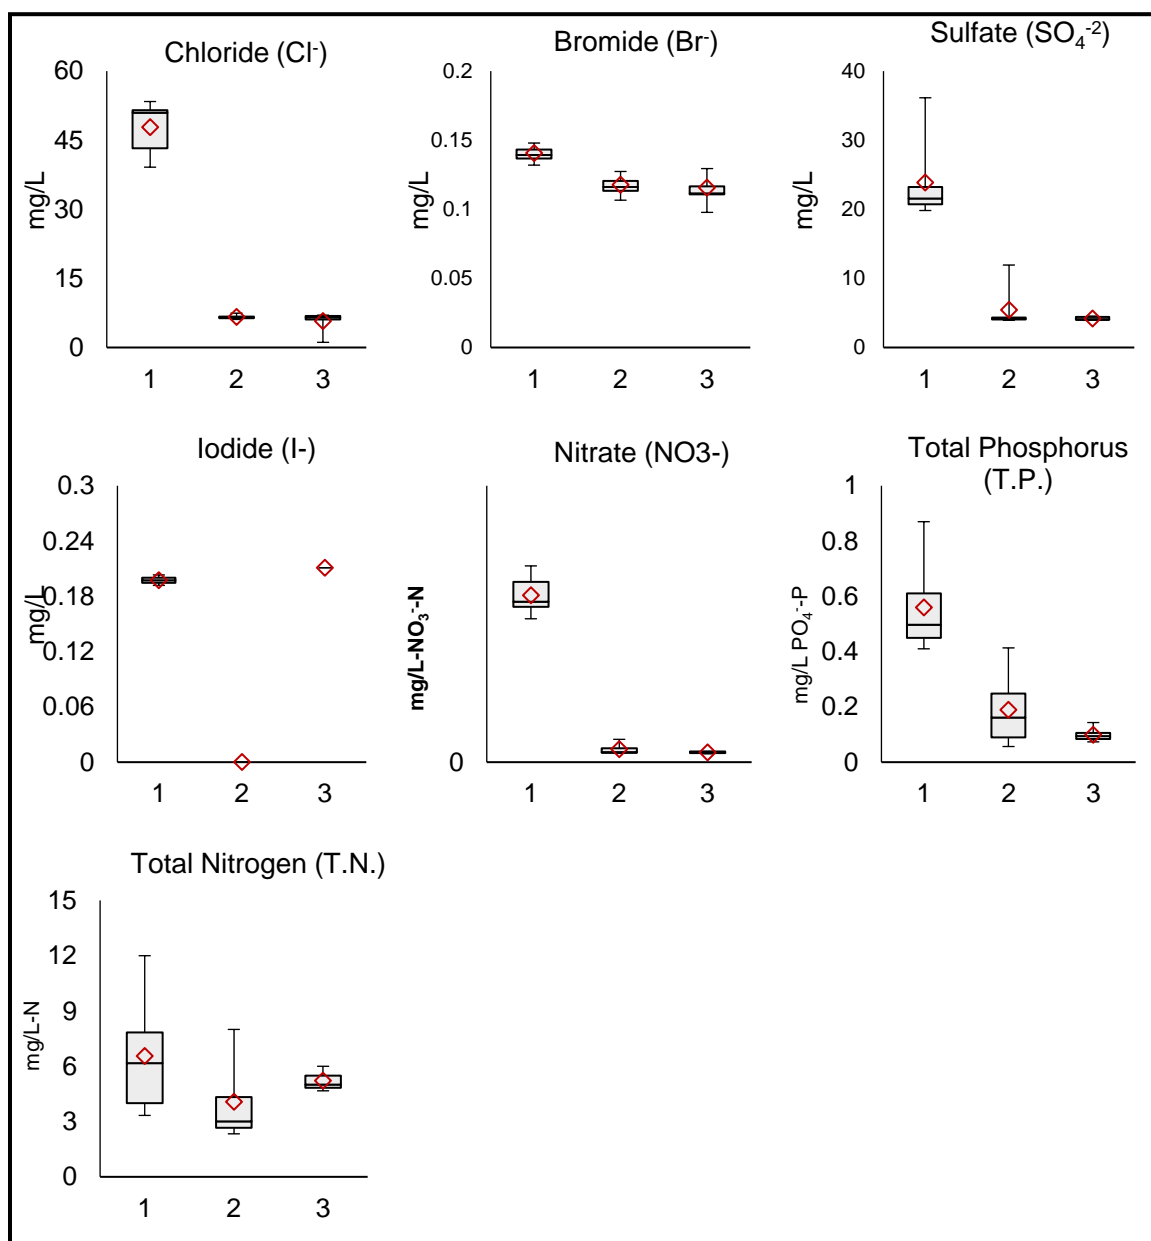 Chloride (Cl⁻)
60
45
30
15
0
mg/L
1 2 3
Bromide (Br⁻)
0.2
0.15
0.1
0.05
0
mg/L
1 2 3
Sulfate (SO₄⁻²)
40
30
20
10
0
mg/L
1 2 3
Iodide (I-)
0.3
0.24
0.18
0.12
0.06
0
mg/L
1 2 3
Nitrate (NO3-)
0
mg/L-NO₃⁻-N
1 2 3
Total Phosphorus
(T.P.)
1
0.8
0.6
0.4
0.2
0
mg/L PO₄⁻-P
1 2 3
Total Nitrogen (T.N.)
15
12
9
6
3
0
mg/L-N
1 2 3